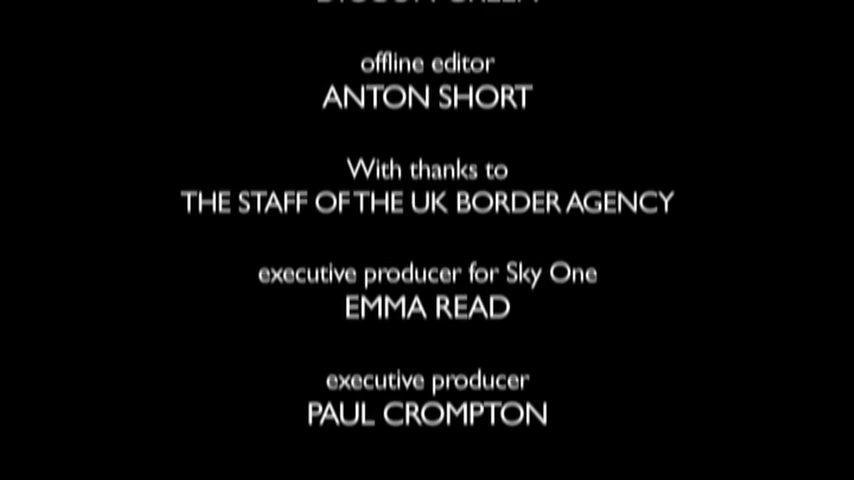 offline editor
ANTON SHORT
With thanks to
THE STAFF OF THE UK BORDER AGENCY
executive producer for Sky One
EMMA READ
executive producer
PAUL CROMPTON